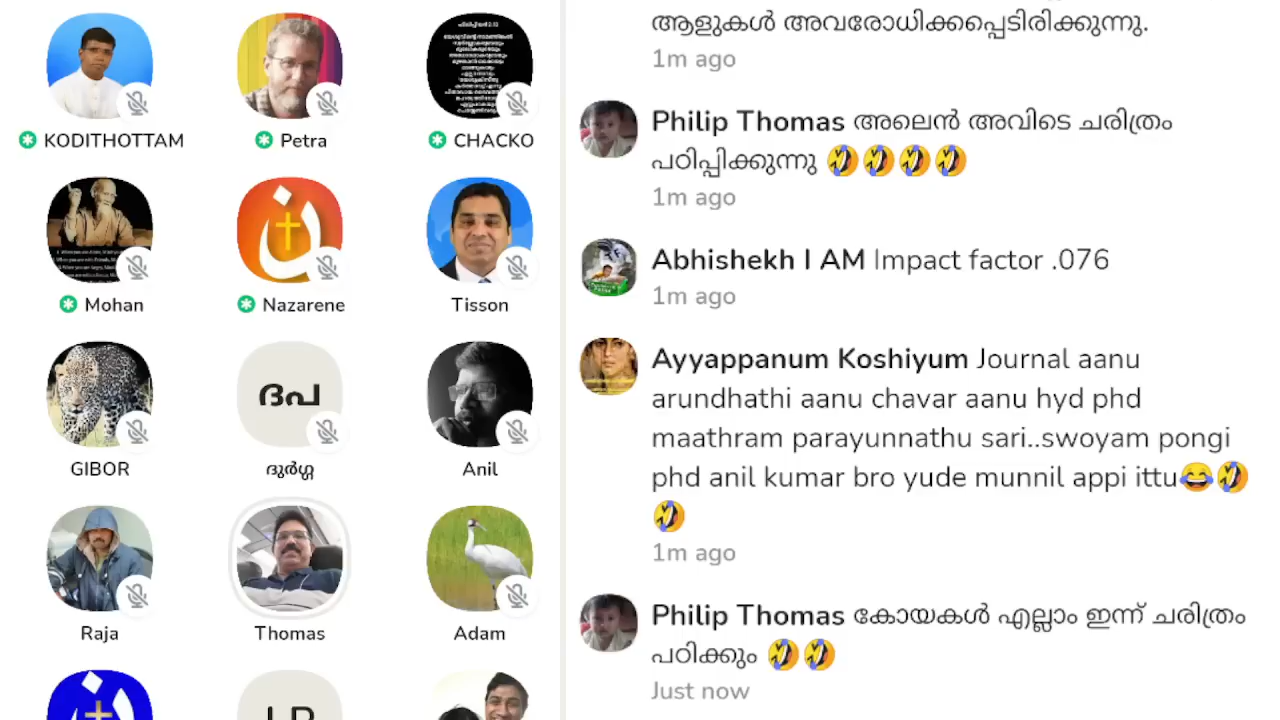 KODITHOTTAM
Petra
CHACKO
Mohan
Nazarene
Tisson
ദപ
GIBOR
ദുർഗ്ഗ
Anil
Raja
Thomas
Adam
ആളുകൾ അവരോധിക്കപ്പെടിരിക്കുന്നു.
1m ago
Philip Thomas അലെൻ അവിടെ ചരിത്രം
പഠിപ്പിക്കുന്നു 🤣🤣🤣🤣
1m ago
Abhishekh I AM Impact factor .076
1m ago
Ayyappanum Koshiyum Journal aanu
arundhathi aanu chavar aanu hyd phd
maathram parayunnathu sari..swoyam pongi
phd anil kumar bro yude munnil appi ittu😂🤣
🤣
1m ago
Philip Thomas കോയകൾ എല്ലാം ഇന്ന് ചരിത്രം
പഠിക്കും 🤣🤣
Just now